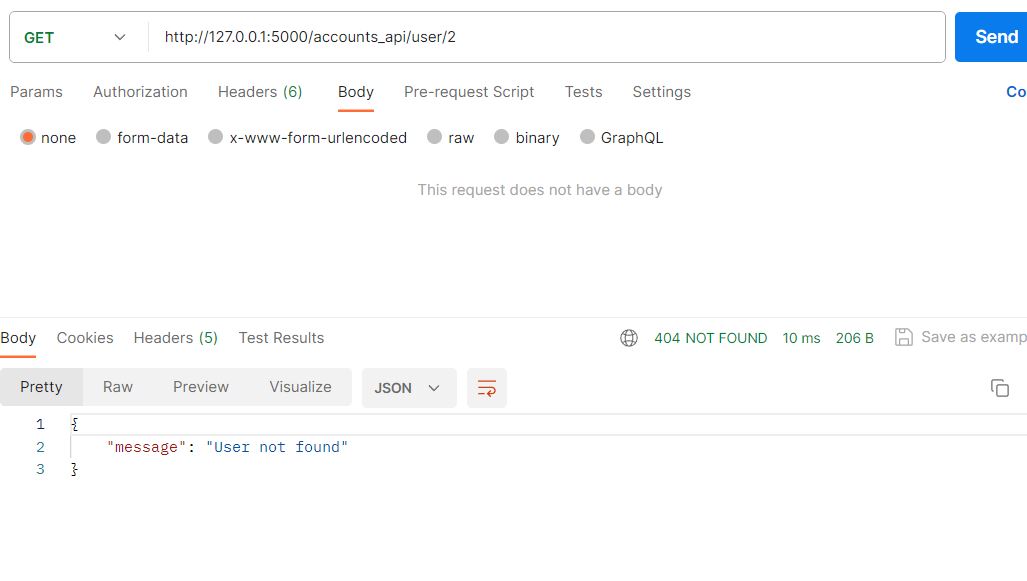 GET http://127.0.0.1:5000/accounts_api/user/2 Send
Params Authorization Headers (6) Body Pre-request Script Tests Settings Co
none form-data x-www-form-urlencoded raw binary GraphQL
This request does not have a body
Body Cookies Headers (5) Test Results 404 NOT FOUND 10 ms 206 B Save as examp
Pretty Raw Preview Visualize JSON
1 {
2 "message": "User not found"
3 }